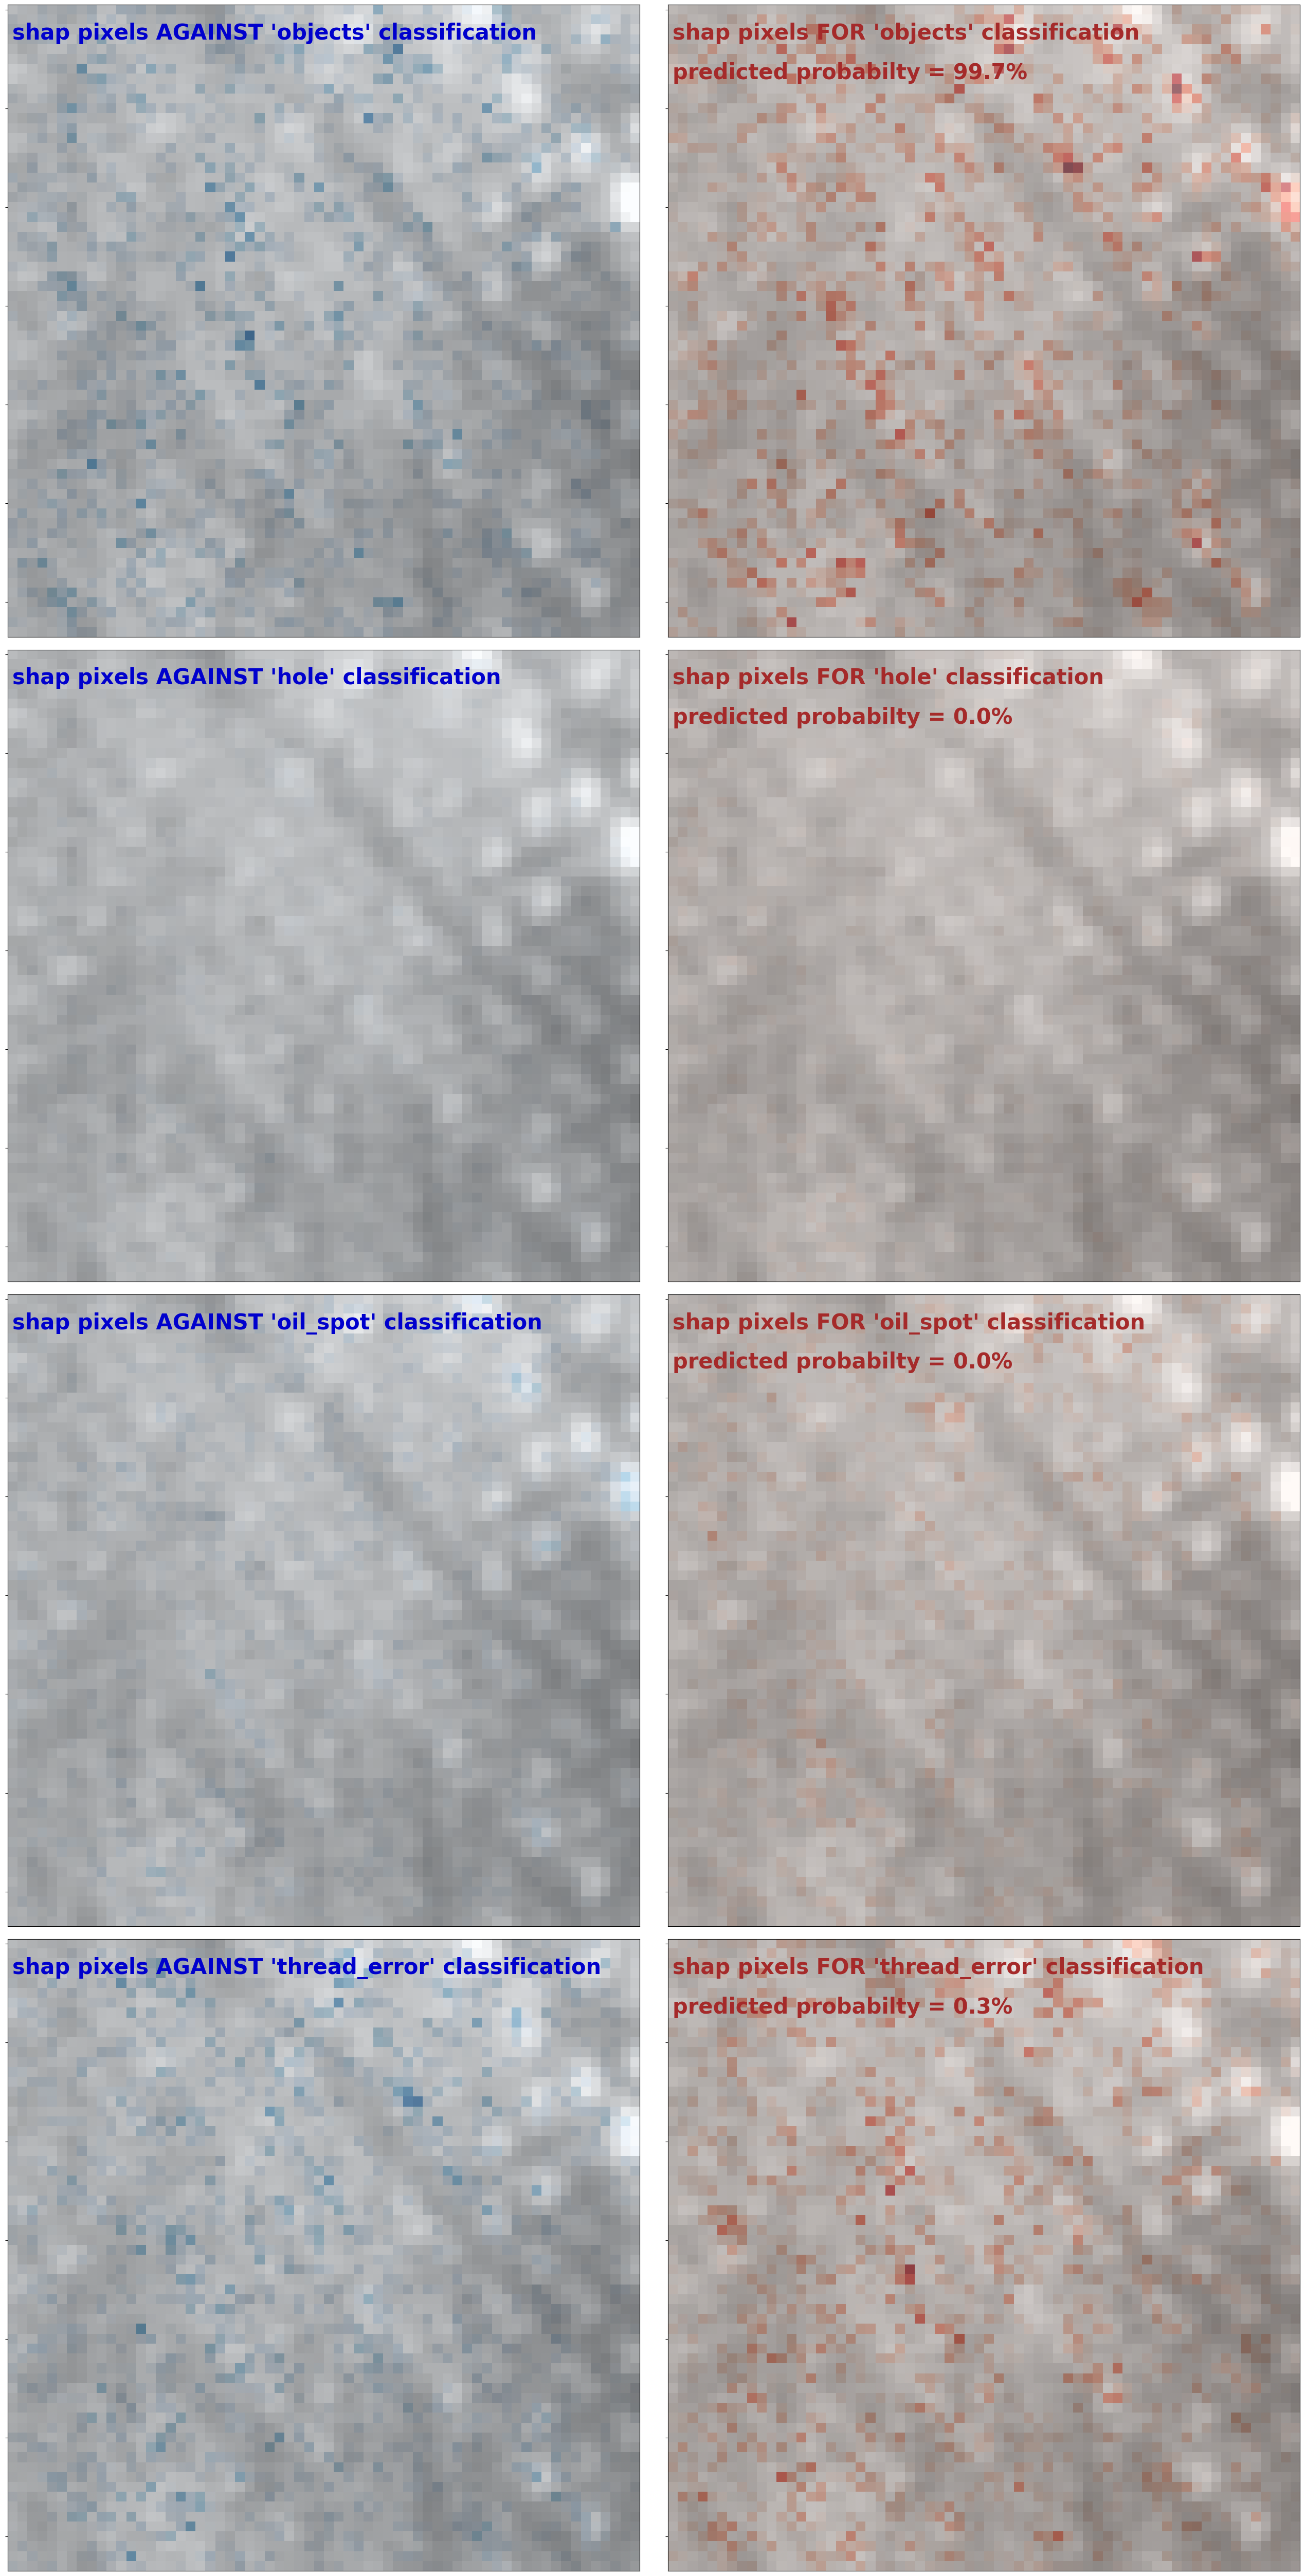 shap pixels AGAINST 'objects' classification
shap pixels FOR 'objects' classification
predicted probabilty = 99.7%
shap pixels AGAINST 'hole' classification
shap pixels FOR 'hole' classification
predicted probabilty = 0.0%
shap pixels AGAINST 'oil_spot' classification
shap pixels FOR 'oil_spot' classification
predicted probabilty = 0.0%
shap pixels AGAINST 'thread_error' classification
shap pixels FOR 'thread_error' classification
predicted probabilty = 0.3%